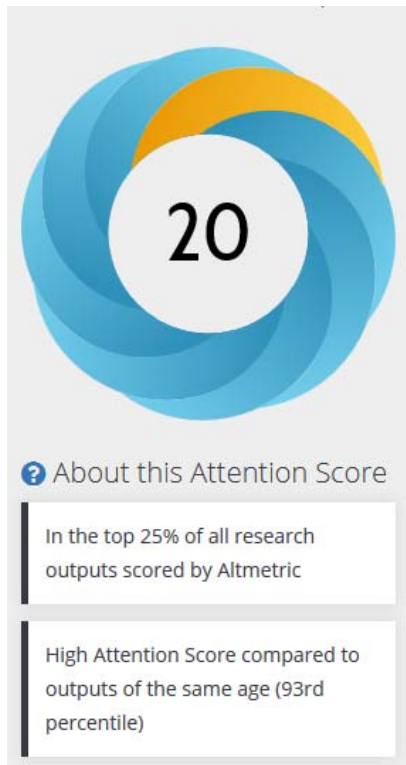 20
About this Attention Score
In the top 25% of all research
outputs scored by Altmetric
High Attention Score compared to
outputs of the same age (93rd
percentile)